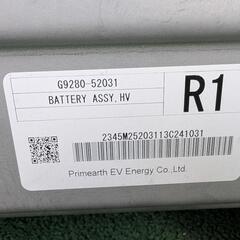 G9280-52031
BATTERY ASSY,HV
R1
2345M25203113C241031
Primearth EV Energy Co.,Ltd.